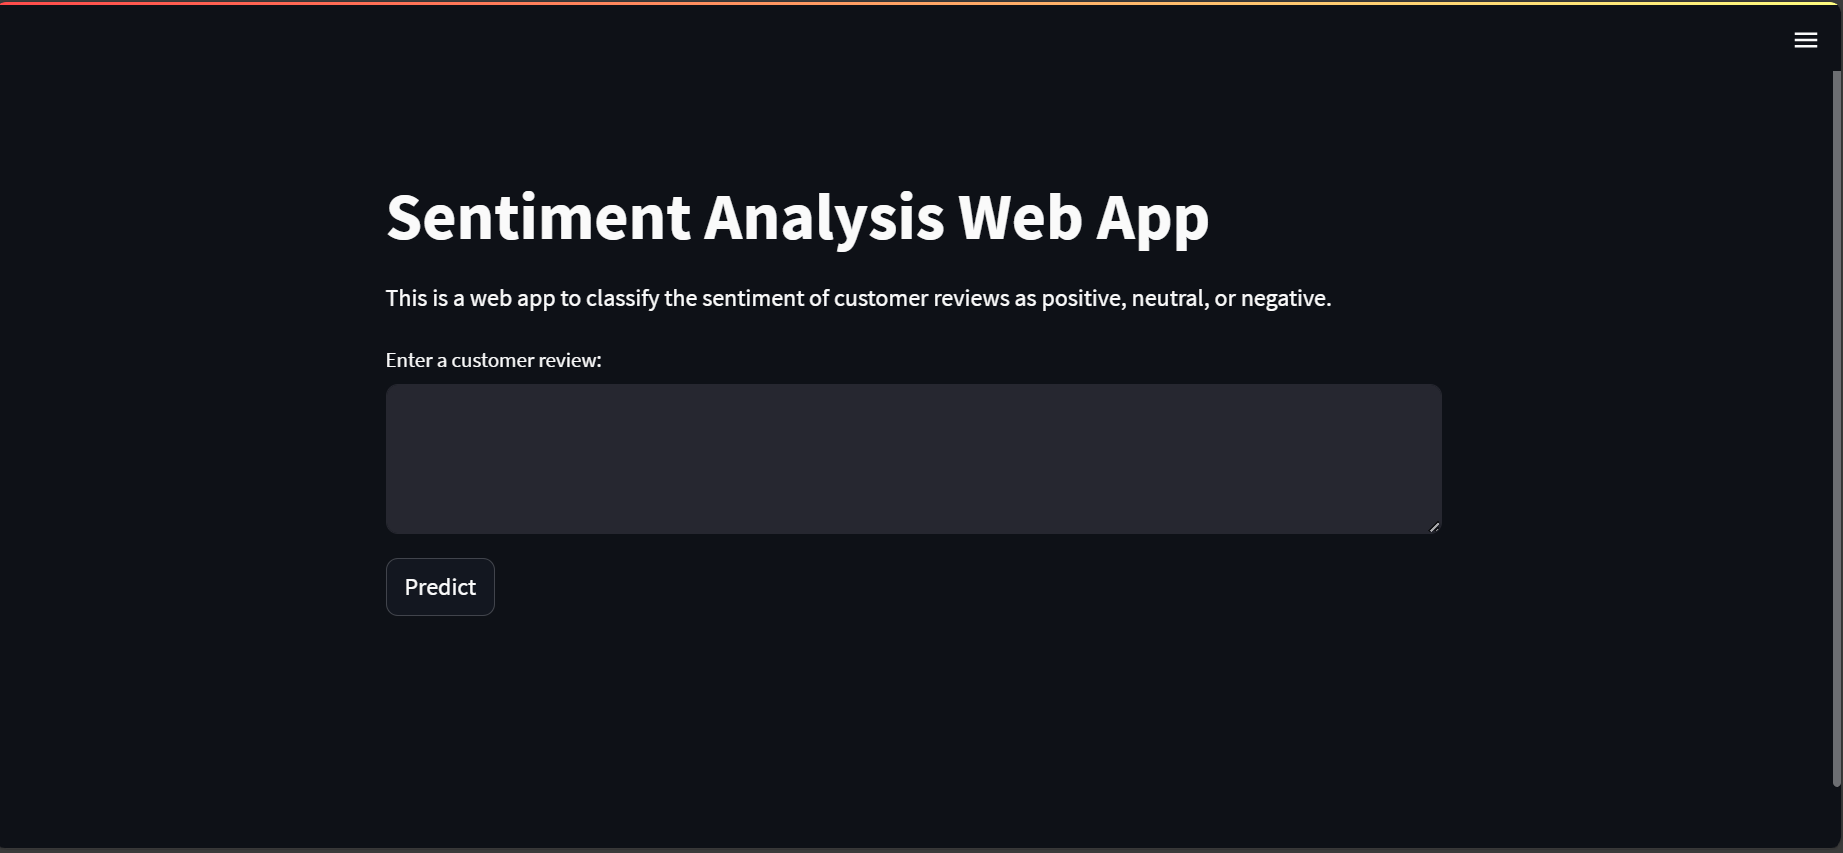 Sentiment Analysis Web App
This is a web app to classify the sentiment of customer reviews as positive, neutral, or negative.
Enter a customer review:
Predict